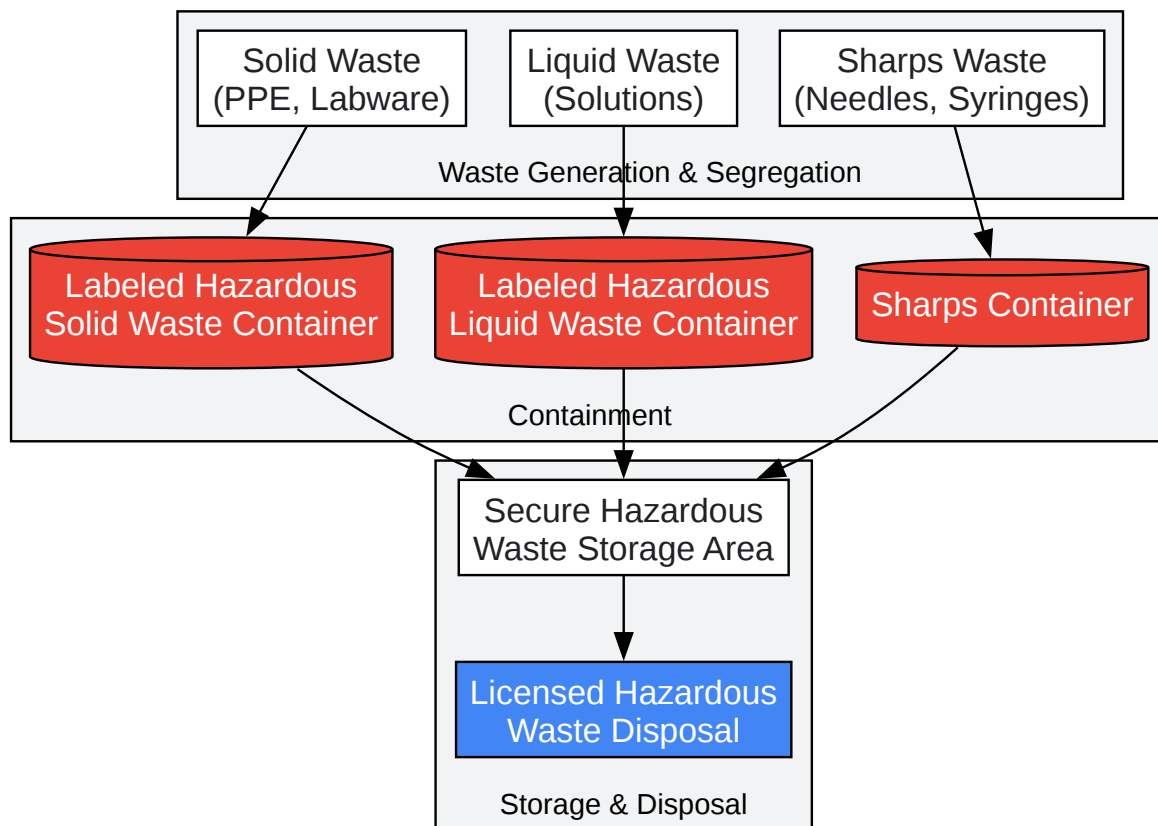 Solid Waste
(PPE, Labware)
Liquid Waste
(Solutions)
Sharps Waste
(Needles, Syringes)
Waste Generation & Segregation
Labeled Hazardous
Solid Waste Container
Labeled Hazardous
Liquid Waste Container
Sharps Container
Containment
Secure Hazardous
Waste Storage Area
Licensed Hazardous
Waste Disposal
Storage & Disposal